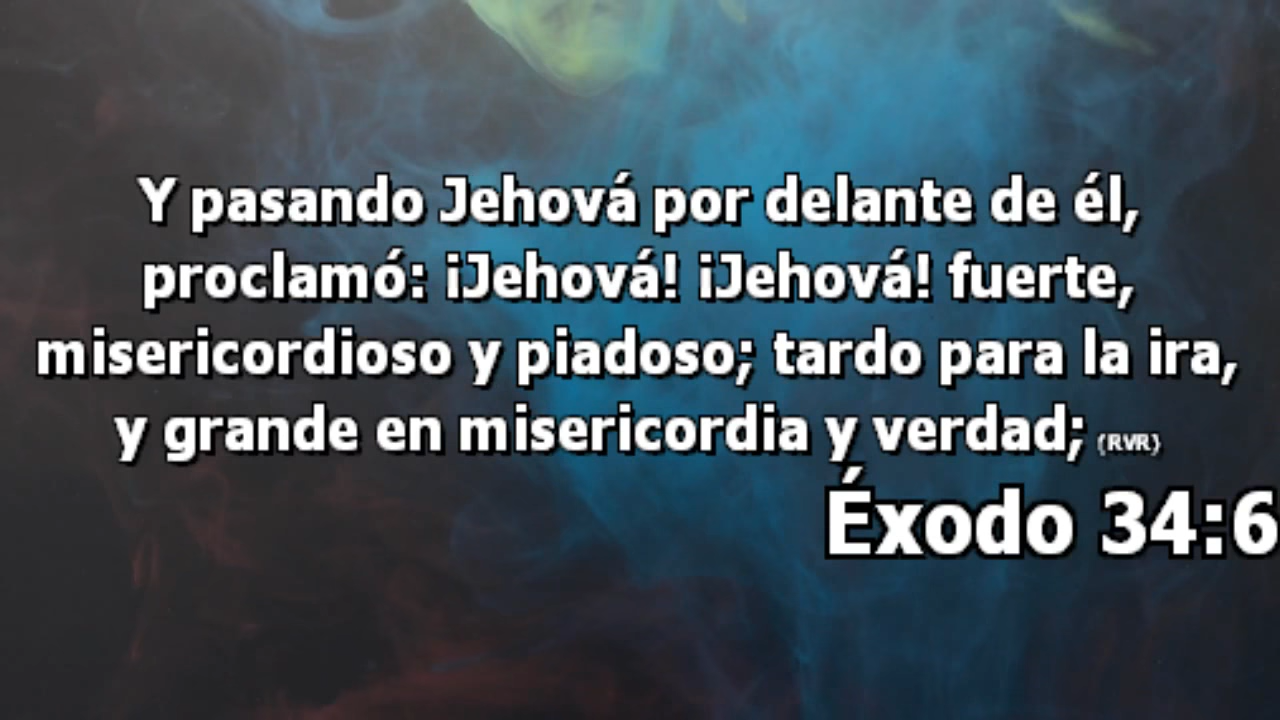 Y pasando Jehová por delante de él,
proclamó: ¡Jehová! ¡Jehová! fuerte,
misericordioso y piadoso; tardo para la ira,
y grande en misericordia y verdad; (RVR)
Éxodo 34:6